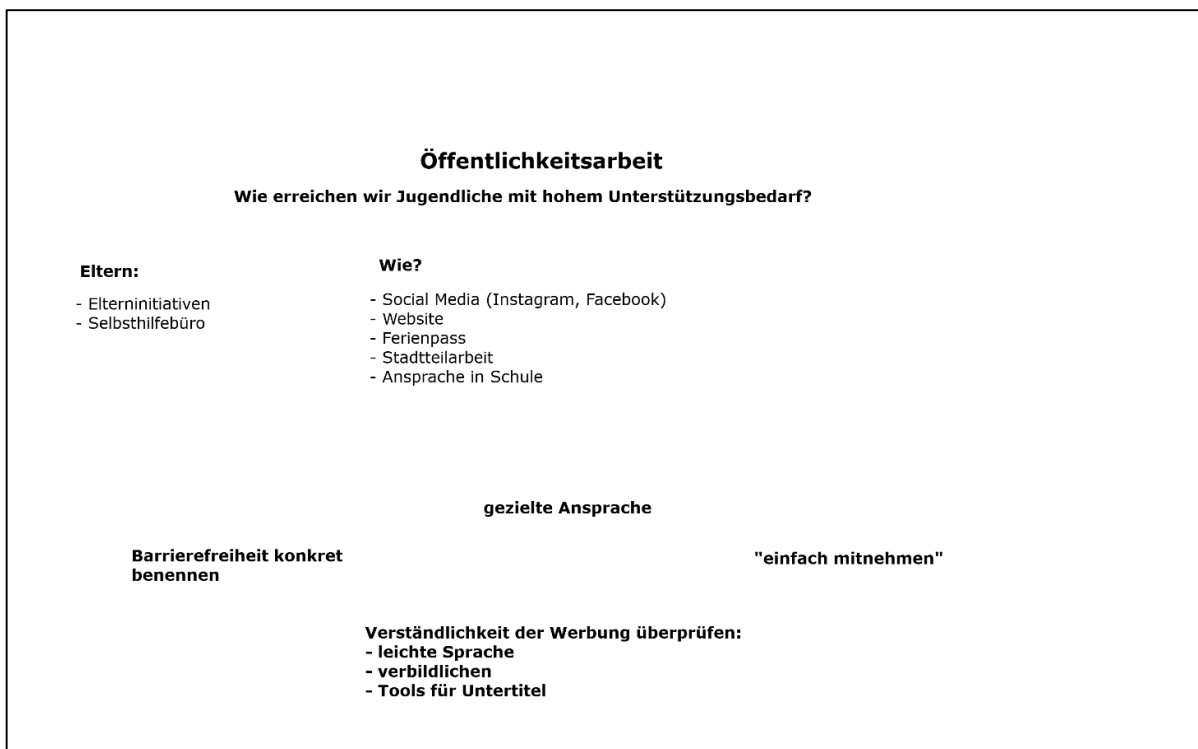 Öffentlichkeitsarbeit
Wie erreichen wir Jugendliche mit hohem Unterstützungsbedarf?
Eltern:
- Elterninitiativen
- Selbsthilfebüro
Wie?
- Social Media (Instagram, Facebook)
- Website
- Ferienpass
- Stadtteilarbeit
- Ansprache in Schule
gezielte Ansprache
Barrierefreiheit konkret
benennen
"einfach mitnehmen"
Verständlichkeit der Werbung überprüfen:
- leichte Sprache
- verbildlichen
- Tools für Untertitel